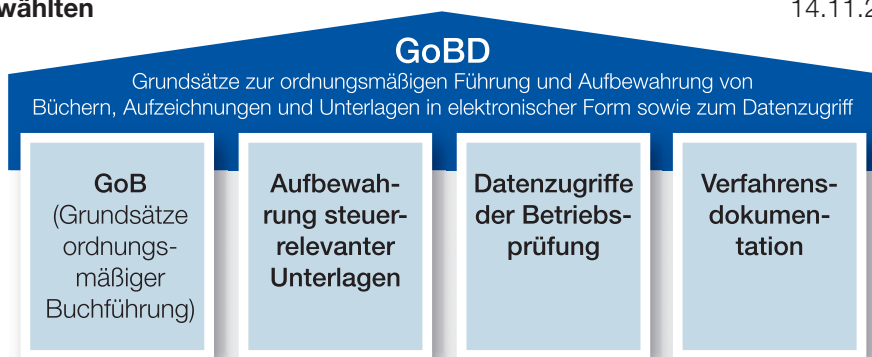 wählten
14.11.2
GoBD
Grundsätze zur ordnungsmäßigen Führung und Aufbewahrung von
Büchern, Aufzeichnungen und Unterlagen in elektronischer Form sowie zum Datenzugriff
GoB
(Grundsätze
ordnungs-
mäßiger
Buchführung)
Aufbewah-
rung steuer-
relevanter
Unterlagen
Datenzugriffe
der Betriebs-
prüfung
Verfahrens-
dokumen-
tation